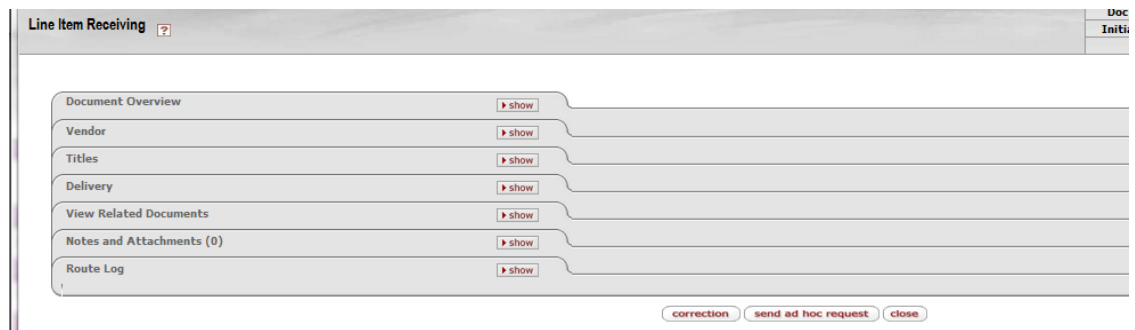 Doc
Line Item Receiving ?
Initia
Document Overview show
Vendor show
Titles show
Delivery show
View Related Documents show
Notes and Attachments (0) show
Route Log show
correction send ad hoc request close